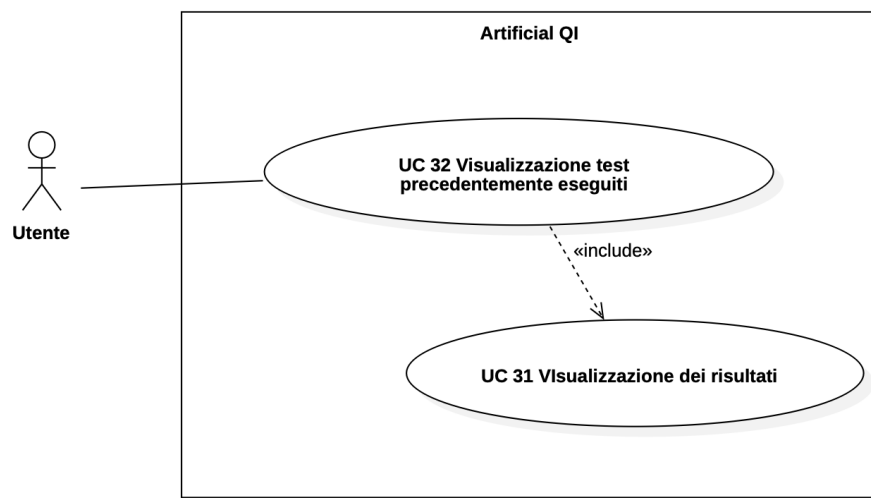 Artificial QI
UC 32 Visualizzazione test
precedentemente eseguiti
Utente
«include»
UC 31 VIsualizzazione dei risultati